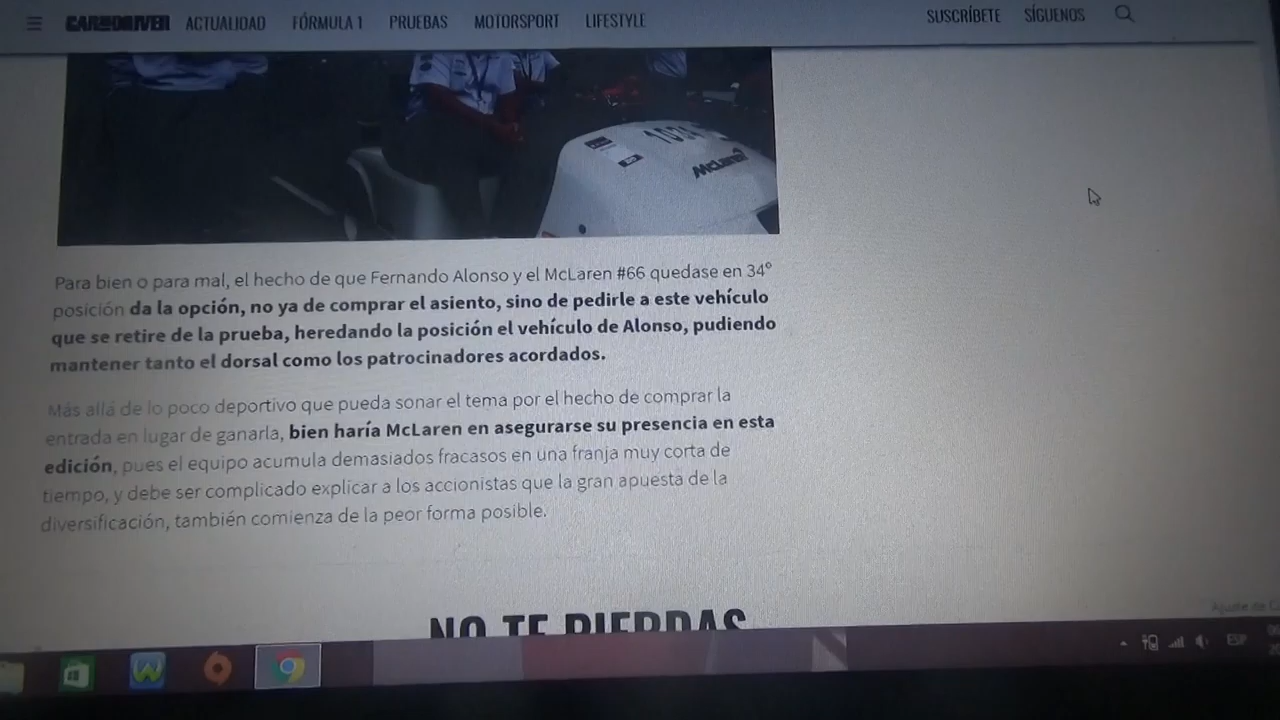 CAR AND DRIVER ACTUALIDAD FÓRMULA 1 PRUEBAS MOTORSPORT LIFESTYLE SUSCRÍBETE SÍGUENOS
McLaren
Para bien o para mal, el hecho de que Fernando Alonso y el McLaren #66 quedase en 34º
posición da la opción, no ya de comprar el asiento, sino de pedirle a este vehículo
que se retire de la prueba, heredando la posición el vehículo de Alonso, pudiendo
mantener tanto el dorsal como los patrocinadores acordados.
Más allá de lo poco deportivo que pueda sonar el tema por el hecho de comprar la
entrada en lugar de ganarla, bien haría McLaren en asegurarse su presencia en esta
edición, pues el equipo acumula demasiados fracasos en una franja muy corta de
tiempo, y debe ser complicado explicar a los accionistas que la gran apuesta de la
diversificación, también comienza de la peor forma posible.
NO TE PIERDAS
Ajuste de
ESP